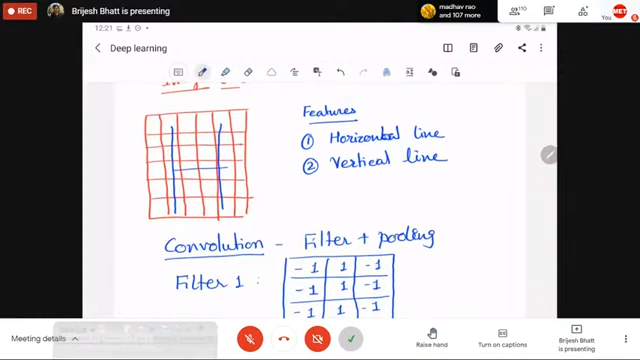 REC
Brijesh Bhatt is presenting
madhav rao
and 107 more
110
MET
12:21
Deep learning
Features
① Horizontal line
② Vertical line
Convolution - Filter + pooling
Filter 1 :
-1 1 -1
-1 1 -1
-1 1 -1
Meeting details
Raise hand
Turn on captions
Brijesh Bhatt
is presenting